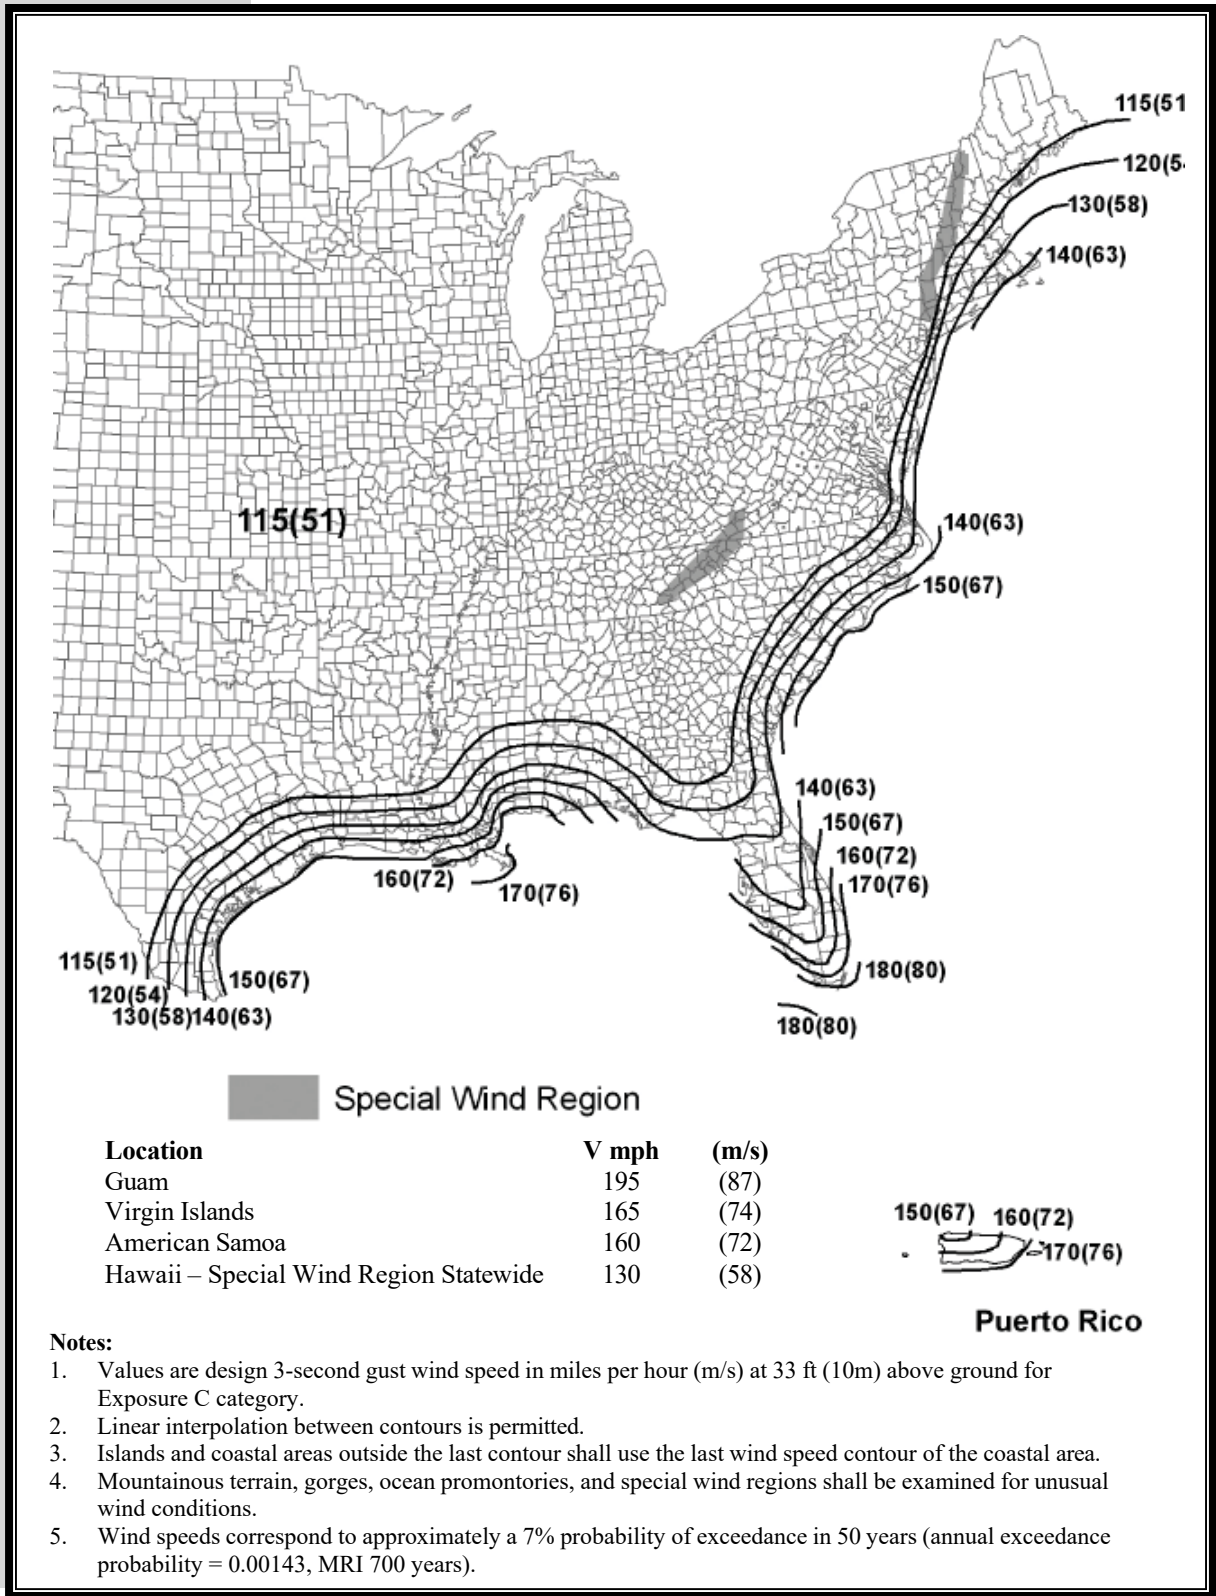 115(51
120(5
130(58)
140(63)
115(51)
140(63)
150(67)
140(63)
150(67)
160(72)
170(76)
160(72)
170(76)
115(51)
120(54)
130(58)140(63)
150(67)
180(80)
180(80)
Special Wind Region
Location V mph (m/s)
Guam 195 (87)
Virgin Islands 165 (74)
American Samoa 160 (72)
Hawaii – Special Wind Region Statewide 130 (58)
150(67) 160(72)
170(76)
Puerto Rico
Notes:
1. Values are design 3-second gust wind speed in miles per hour (m/s) at 33 ft (10m) above ground for
Exposure C category.
2. Linear interpolation between contours is permitted.
3. Islands and coastal areas outside the last contour shall use the last wind speed contour of the coastal area.
4. Mountainous terrain, gorges, ocean promontories, and special wind regions shall be examined for unusual
wind conditions.
5. Wind speeds correspond to approximately a 7% probability of exceedance in 50 years (annual exceedance
probability = 0.00143, MRI 700 years).